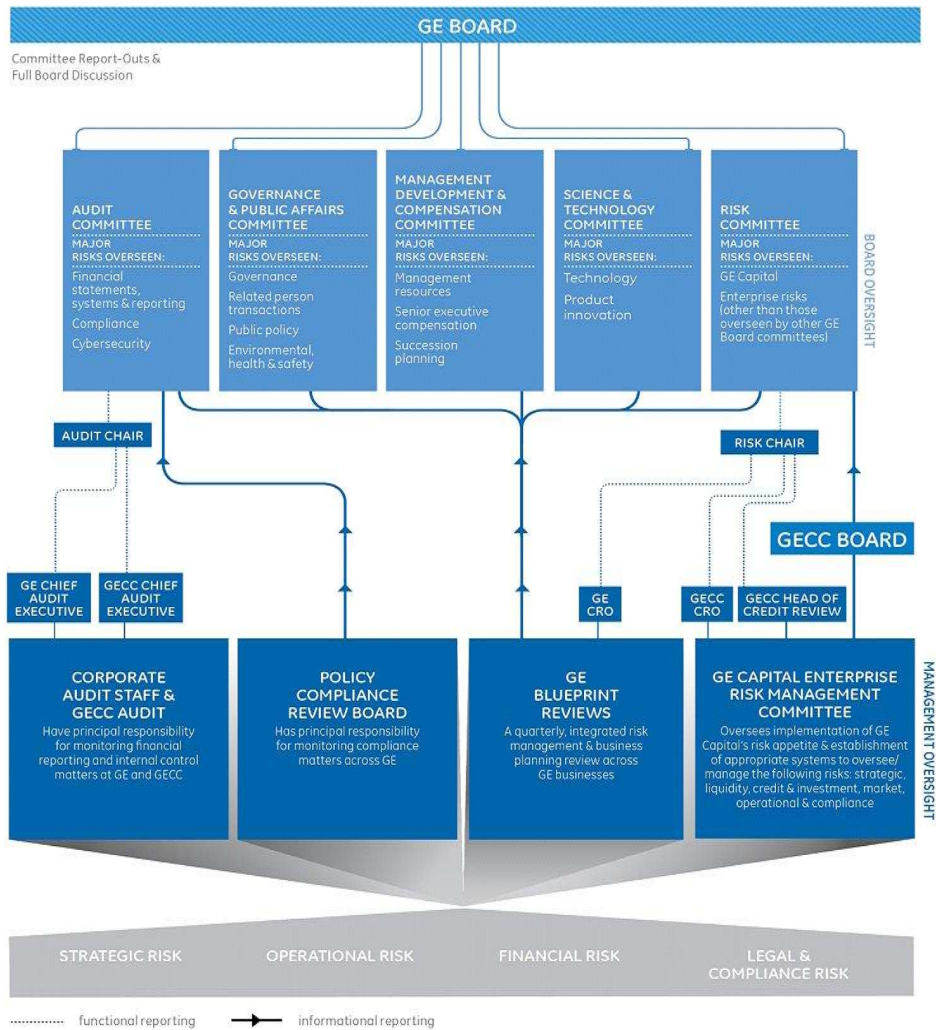 GE BOARD
Committee Report-Outs &
Full Board Discussion
AUDIT
COMMITTEE
MAJOR
RISKS OVERSEEN:
Financial
statements,
systems & reporting
Compliance
Cybersecurity
GOVERNANCE
& PUBLIC AFFAIRS
COMMITTEE
MAJOR
RISKS OVERSEEN:
Governance
Related person
transactions
Public policy
Environmental,
health & safety
MANAGEMENT
DEVELOPMENT &
COMPENSATION
COMMITTEE
MAJOR
RISKS OVERSEEN:
Management
resources
Senior executive
compensation
Succession
planning
SCIENCE &
TECHNOLOGY
COMMITTEE
MAJOR
RISKS OVERSEEN:
Technology
Product
innovation
RISK
COMMITTEE
MAJOR
RISKS OVERSEEN:
GE Capital
Enterprise risks
(other than those
overseen by other GE
Board committees)
BOARD OVERSIGHT
AUDIT CHAIR
RISK CHAIR
GECC BOARD
GE CHIEF
AUDIT
EXECUTIVE
GECC CHIEF
AUDIT
EXECUTIVE
GE
CRO
GECC
CRO
GECC HEAD OF
CREDIT REVIEW
CORPORATE
AUDIT STAFF &
GECC AUDIT
Have principal responsibility
for monitoring financial
reporting and internal control
matters at GE and GECC
POLICY
COMPLIANCE
REVIEW BOARD
Has principal responsibility
for monitoring compliance
matters across GE
GE
BLUEPRINT
REVIEWS
A quarterly, integrated risk
management & business
planning review across
GE businesses
GE CAPITAL ENTERPRISE
RISK MANAGEMENT
COMMITTEE
Oversees implementation of GE
Capital's risk appetite & establishment
of appropriate systems to oversee/
manage the following risks: strategic,
liquidity, credit & investment, market,
operational & compliance
MANAGEMENT OVERSIGHT
STRATEGIC RISK
OPERATIONAL RISK
FINANCIAL RISK
LEGAL &
COMPLIANCE RISK
functional reporting
informational reporting